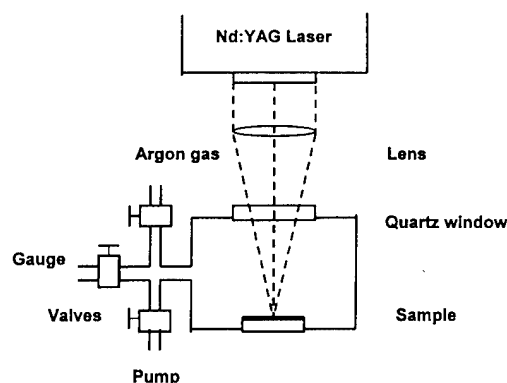 Nd:YAG Laser
Argon gas
Lens
Quartz window
Gauge
Valves
Sample
Pump